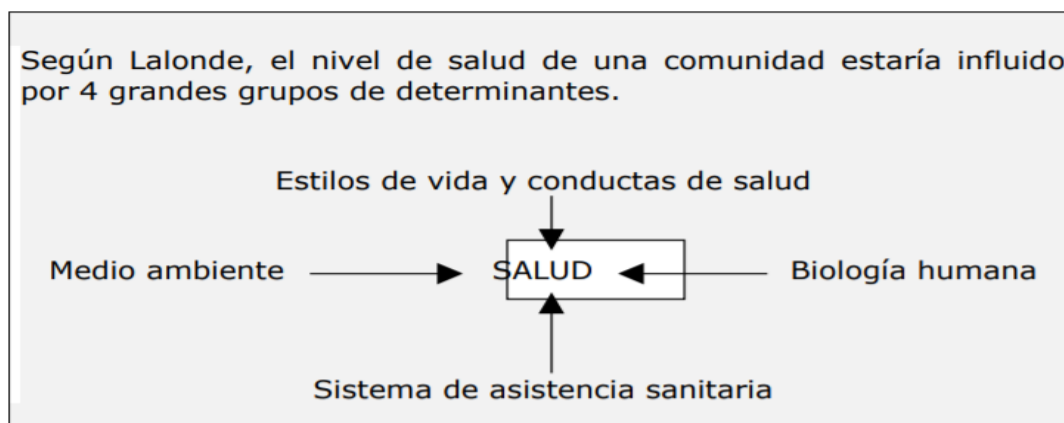 Según Lalonde, el nivel de salud de una comunidad estaría influido
por 4 grandes grupos de determinantes.
Estilos de vida y conductas de salud
Medio ambiente SALUD Biología humana
Sistema de asistencia sanitaria